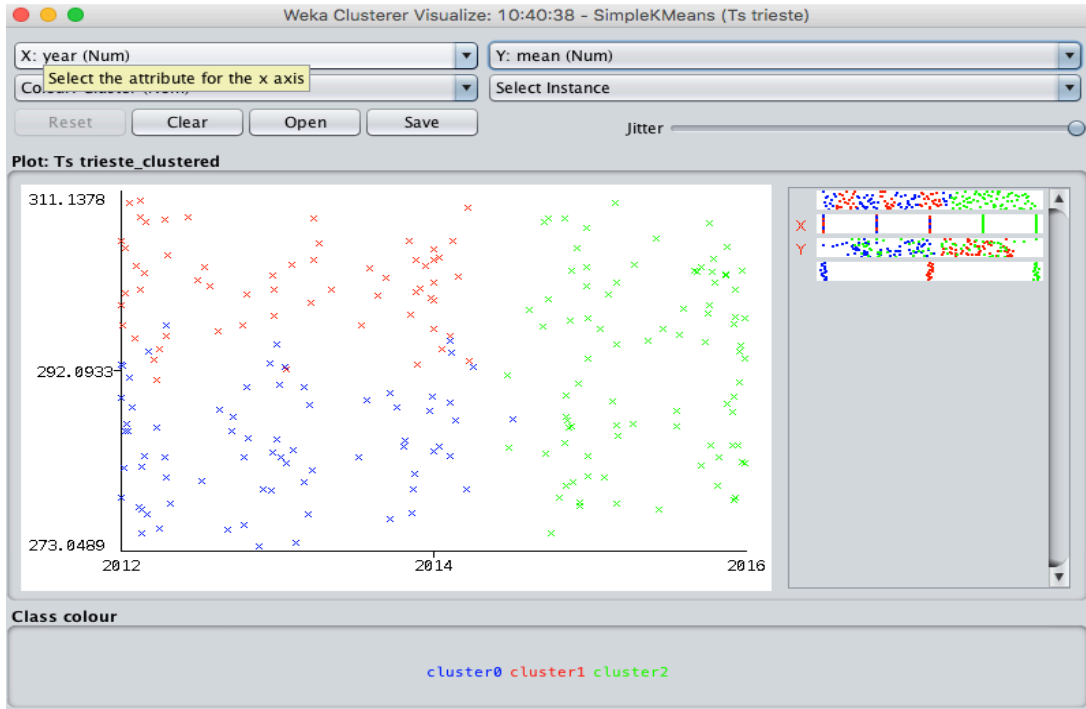 Weka Clusterer Visualize: 10:40:38 - SimpleKMeans (Ts trieste)
X: year (Num)
Y: mean (Num)
Select the attribute for the x axis
Select Instance
Reset Clear Open Save
Jitter
Plot: Ts trieste_clustered
311.1378
292.0933
273.0489
2012 2014 2016
X
Y
Class colour
cluster0 cluster1 cluster2